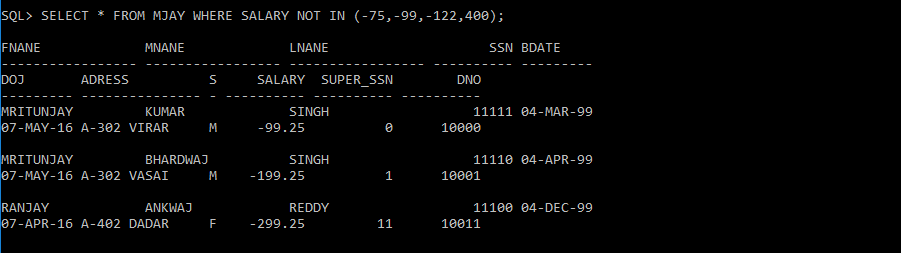 SQL> SELECT * FROM MJAY WHERE SALARY NOT IN (-75,-99,-122,400);
FNANE MNANE LNANE SSN BDATE
----------------- ----------------- ----------------- ---------- ---------
DOJ ADRESS S SALARY SUPER_SSN DNO
--------- --------------- - ---------- ---------- ----------
MRITUNJAY KUMAR SINGH 11111 04-MAR-99
07-MAY-16 A-302 VIRAR M -99.25 0 10000
MRITUNJAY BHARDWAJ SINGH 11110 04-APR-99
07-MAY-16 A-302 VASAI M -199.25 1 10001
RANJAY ANKWAJ REDDY 11100 04-DEC-99
07-APR-16 A-402 DADAR F -299.25 11 10011